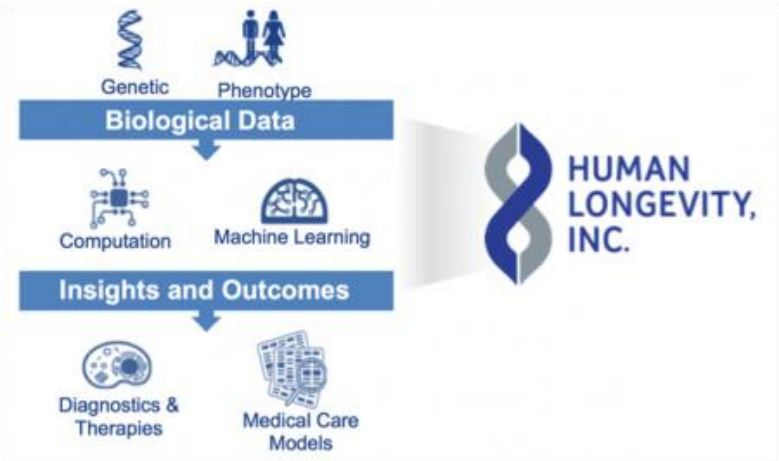 Genetic
Phenotype
Biological Data
Computation
Machine Learning
Insights and Outcomes
Diagnostics &
Therapies
Medical Care
Models
HUMAN
LONGEVITY,
INC.